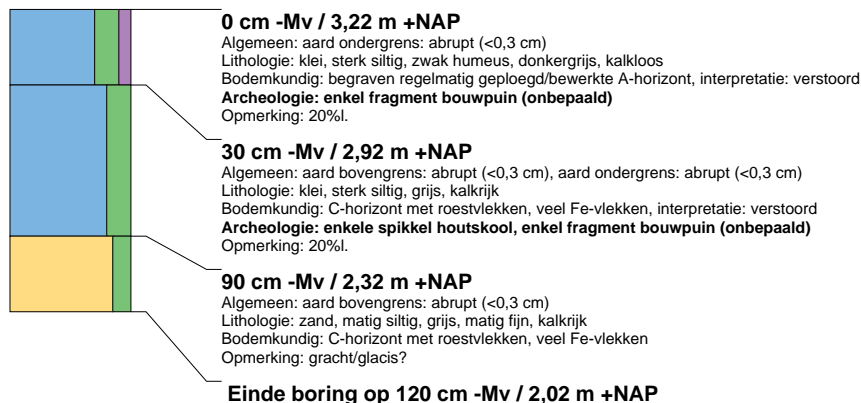 0 cm -Mv / 3,22 m +NAP
Algemeen: aard ondergrens: abrupt (<0,3 cm)
Lithologie: klei, sterk siltig, zwak humeus, donkergrijs, kalkloos
Bodemkundig: begraven regelmatig geploegd/bewerkte A-horizont, interpretatie: verstoord
Archeologie: enkel fragment bouwpuin (onbepaald)
Opmerking: 20%l.
30 cm -Mv / 2,92 m +NAP
Algemeen: aard bovengrens: abrupt (<0,3 cm), aard ondergrens: abrupt (<0,3 cm)
Lithologie: klei, sterk siltig, grijs, kalkrijk
Bodemkundig: C-horizont met roestvlekken, veel Fe-vlekken, interpretatie: verstoord
Archeologie: enkele spikkel houtskool, enkel fragment bouwpuin (onbepaald)
Opmerking: 20%l.
90 cm -Mv / 2,32 m +NAP
Algemeen: aard bovengrens: abrupt (<0,3 cm)
Lithologie: zand, matig siltig, grijs, matig fijn, kalkrijk
Bodemkundig: C-horizont met roestvlekken, veel Fe-vlekken
Opmerking: gracht/glacis?
Einde boring op 120 cm -Mv / 2,02 m +NAP